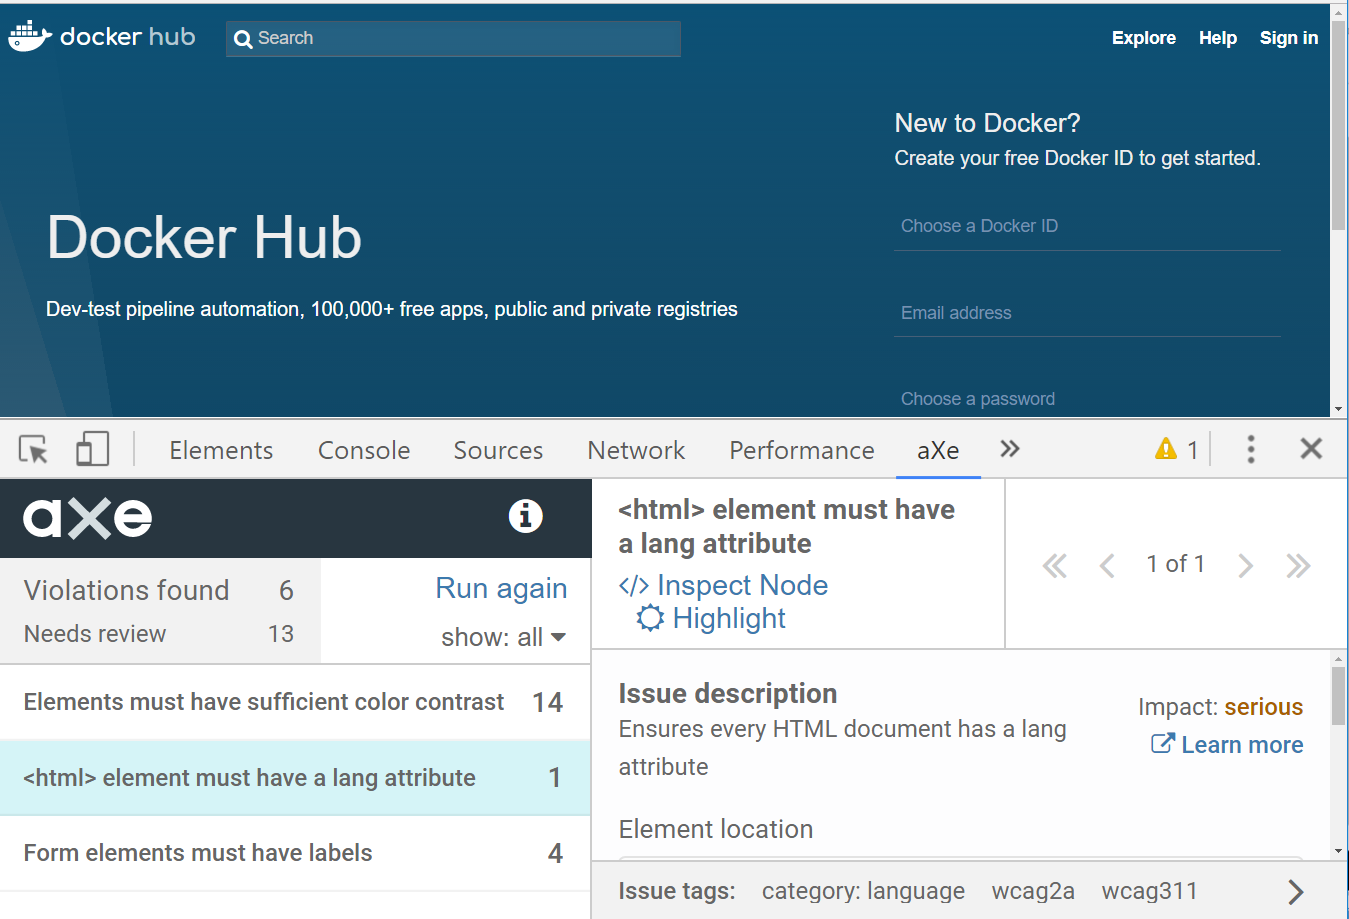 docker hub
Search
Explore Help Sign in
New to Docker?
Create your free Docker ID to get started.
Choose a Docker ID
Docker Hub
Dev-test pipeline automation, 100,000+ free apps, public and private registries
Email address
Choose a password
Elements Console Sources Network Performance aXe 1
axe
Violations found 6
Needs review 13
Run again
show: all
Elements must have sufficient color contrast 14
<html> element must have a lang attribute 1
Form elements must have labels 4
<html> element must have
a lang attribute
</> Inspect Node
Highlight
1 of 1
Issue description
Ensures every HTML document has a lang
attribute
Impact: serious
Learn more
Element location
Issue tags: category: language wcag2a wcag311